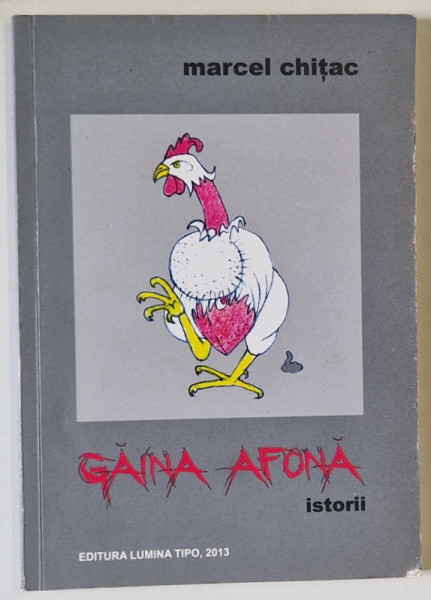 marcel chițac
GĂINA AFONĂ
istorii
EDITURA LUMINA TIPO, 2013